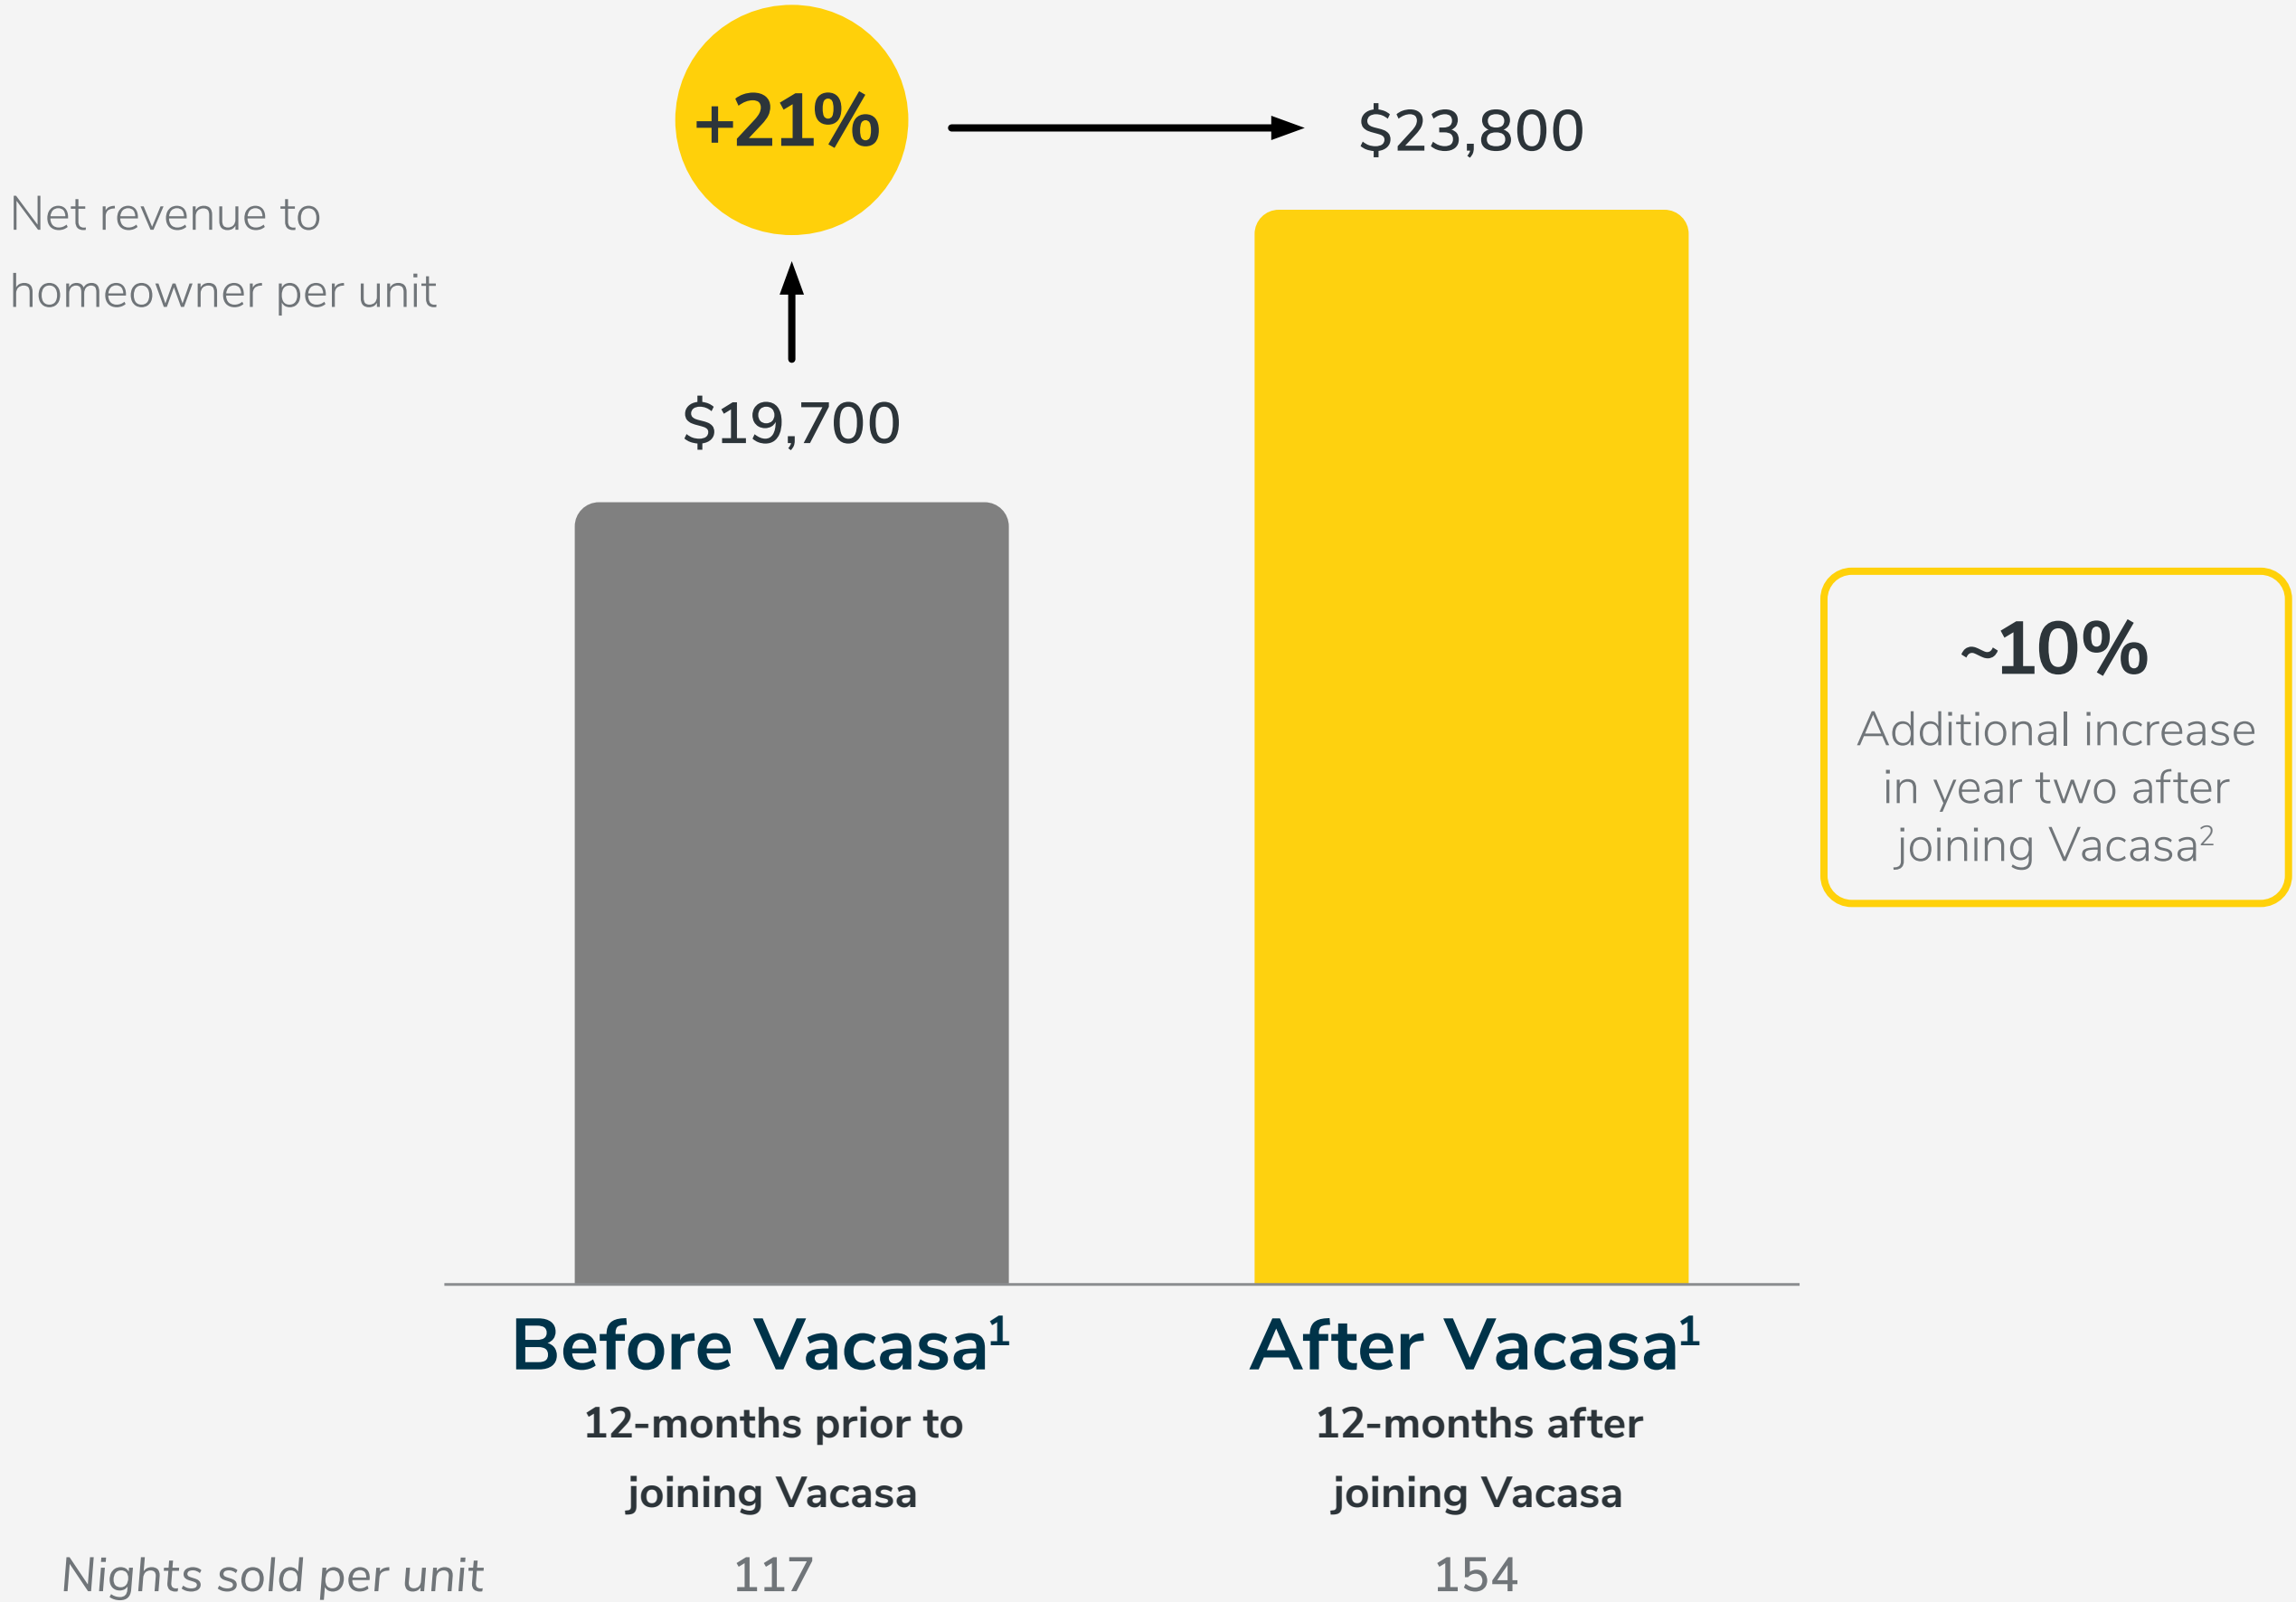 +21%
$23,800
Net revenue to
homeowner per unit
$19,700
~10%
Additional increase
in year two after
joining Vacasa²
Before Vacasa¹
After Vacasa¹
12-months prior to
joining Vacasa
12-months after
joining Vacasa
Nights sold per unit
117
154